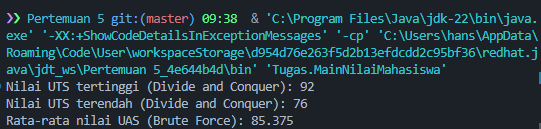 ❯❯ Pertemuan 5 git:(master) 09:38 & 'C:\Program Files\Java\jdk-22\bin\java.
exe' '-XX:+ShowCodeDetailsInExceptionMessages' '-cp' 'C:\Users\hans\AppData\
Roaming\Code\User\workspaceStorage\d954d76e263f5d2b13efdcdd2c95bf36\redhat.j
ava\jdt_ws\Pertemuan 5_4e644b4d\bin' 'Tugas.MainNilaiMahasiswa'
Nilai UTS tertinggi (Divide and Conquer): 92
Nilai UTS terendah (Divide and Conquer): 76
Rata-rata nilai UAS (Brute Force): 85.375